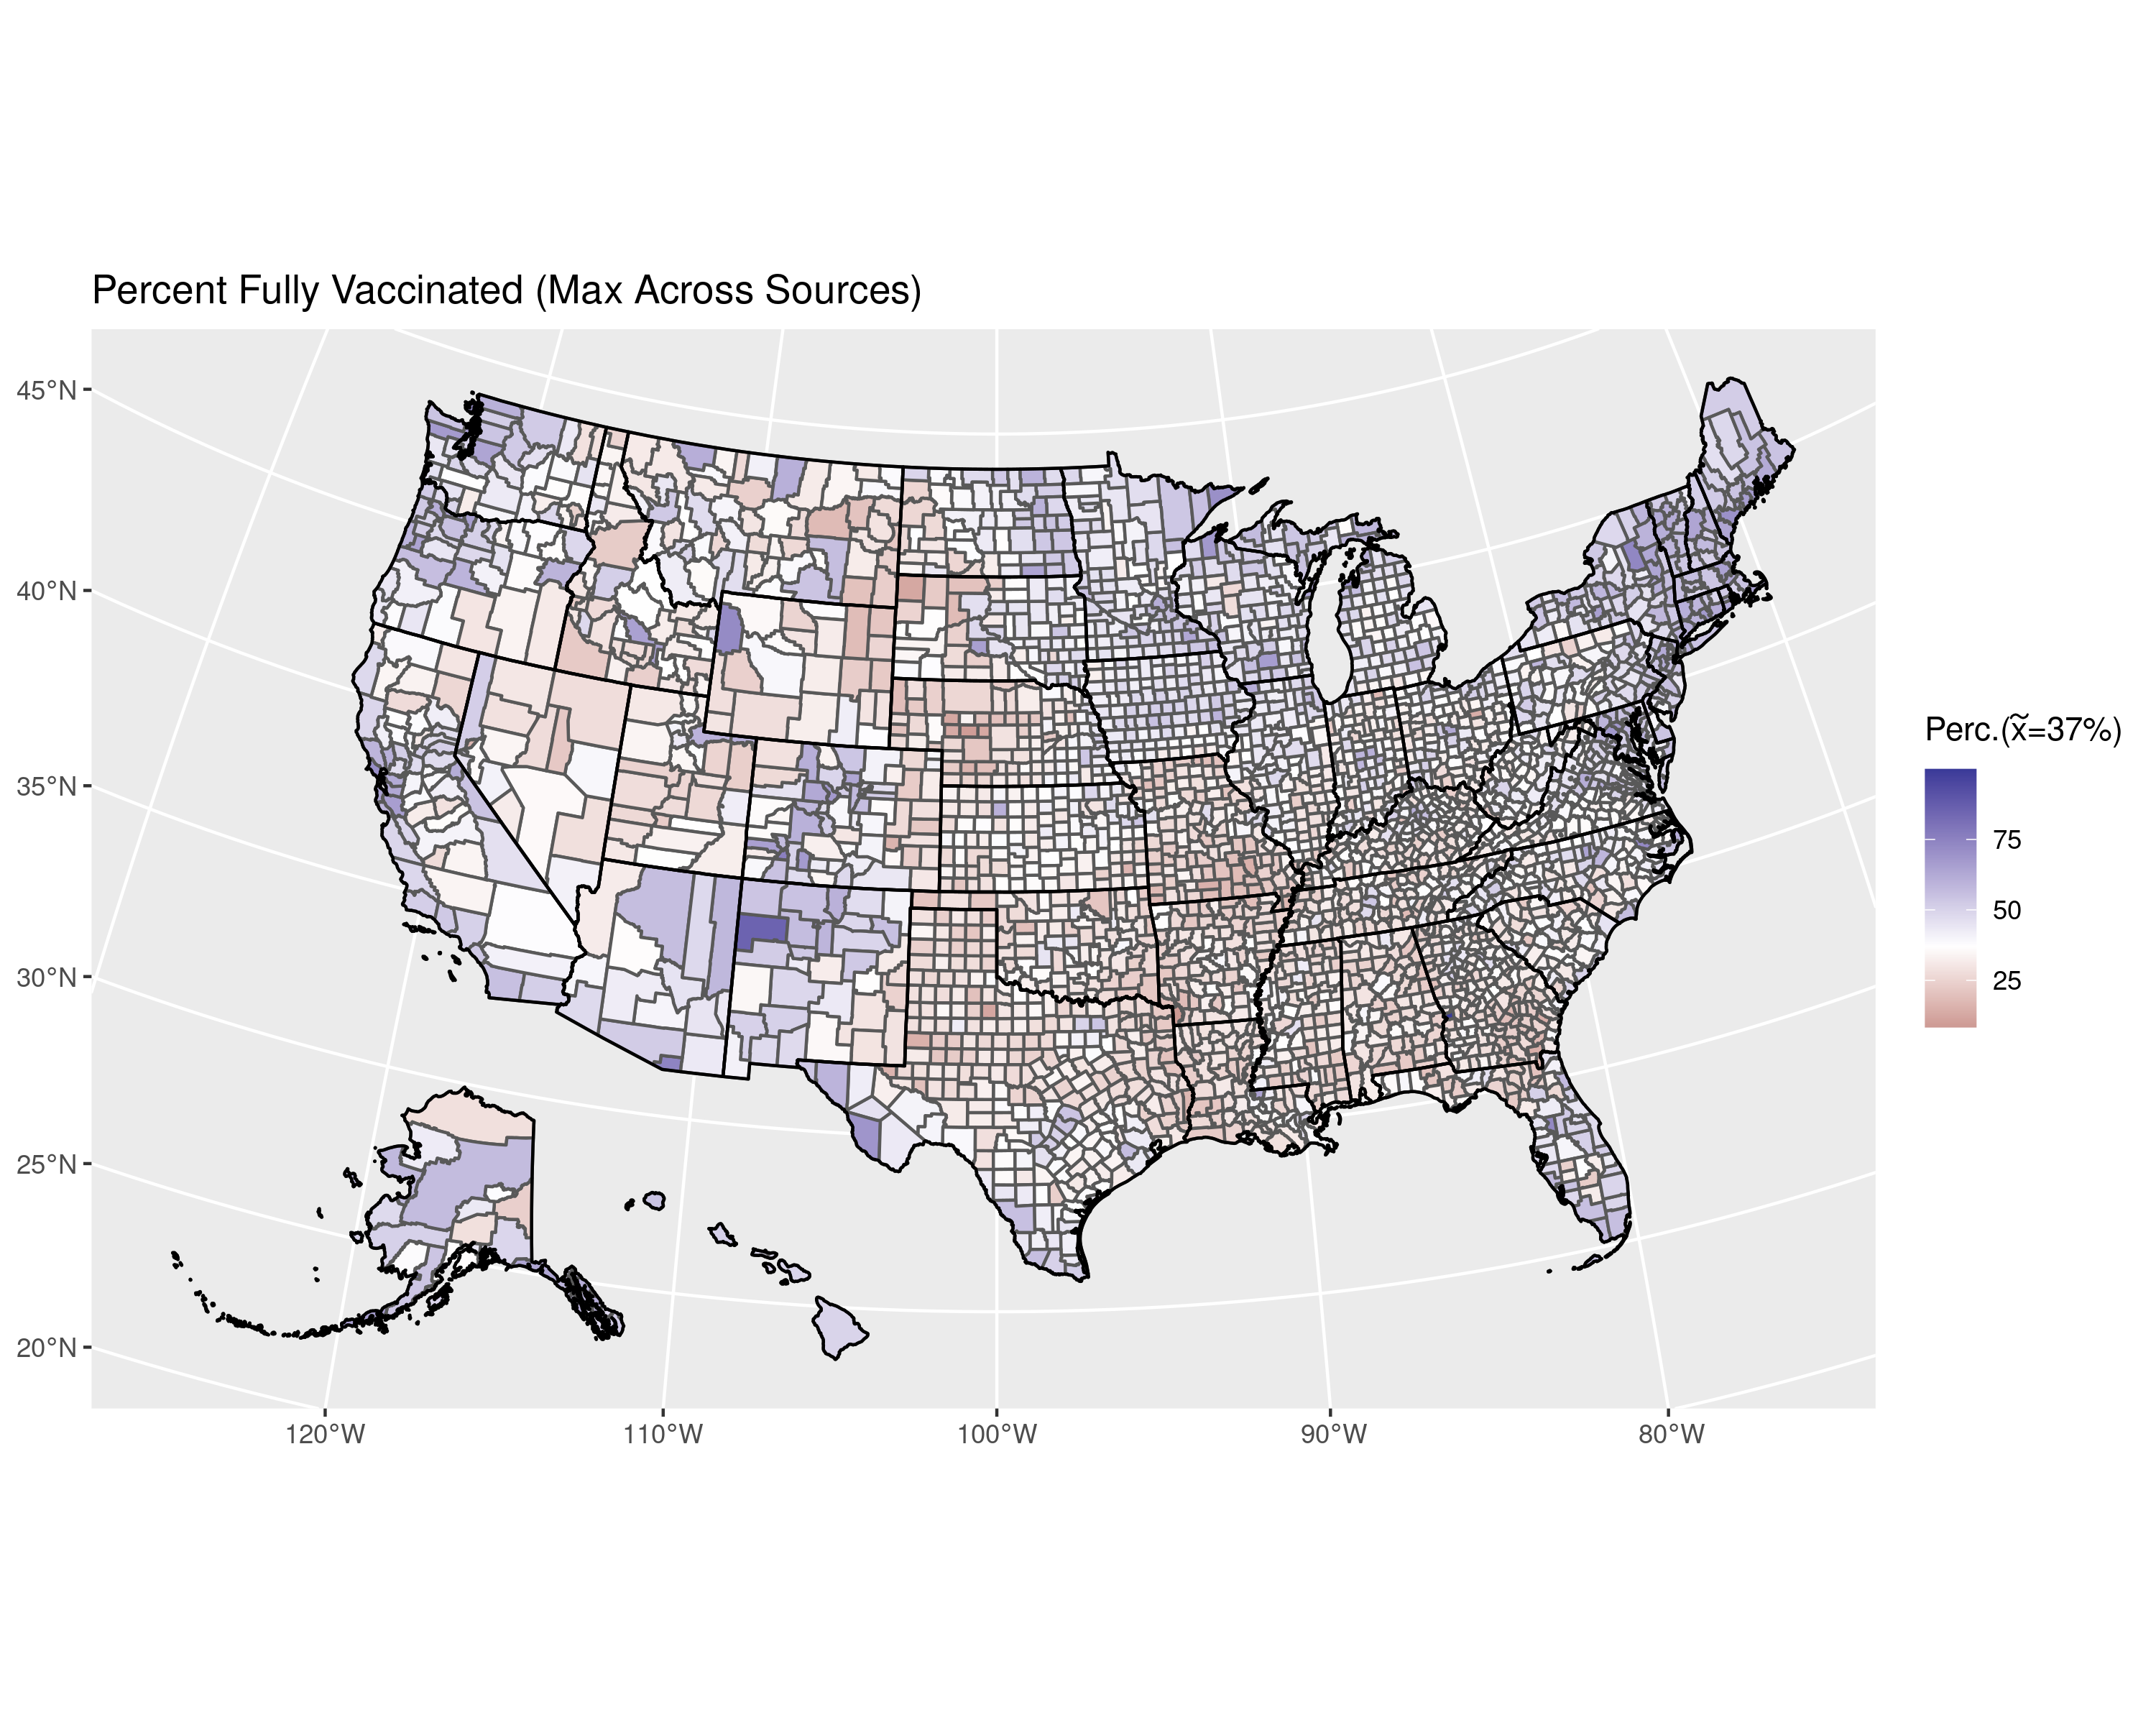 Percent Fully Vaccinated (Max Across Sources)
45°N
40°N
35°N
30°N
25°N
20°N
120°W
110°W
100°W
90°W
80°W
Perc.(x̃=37%)
75
50
25